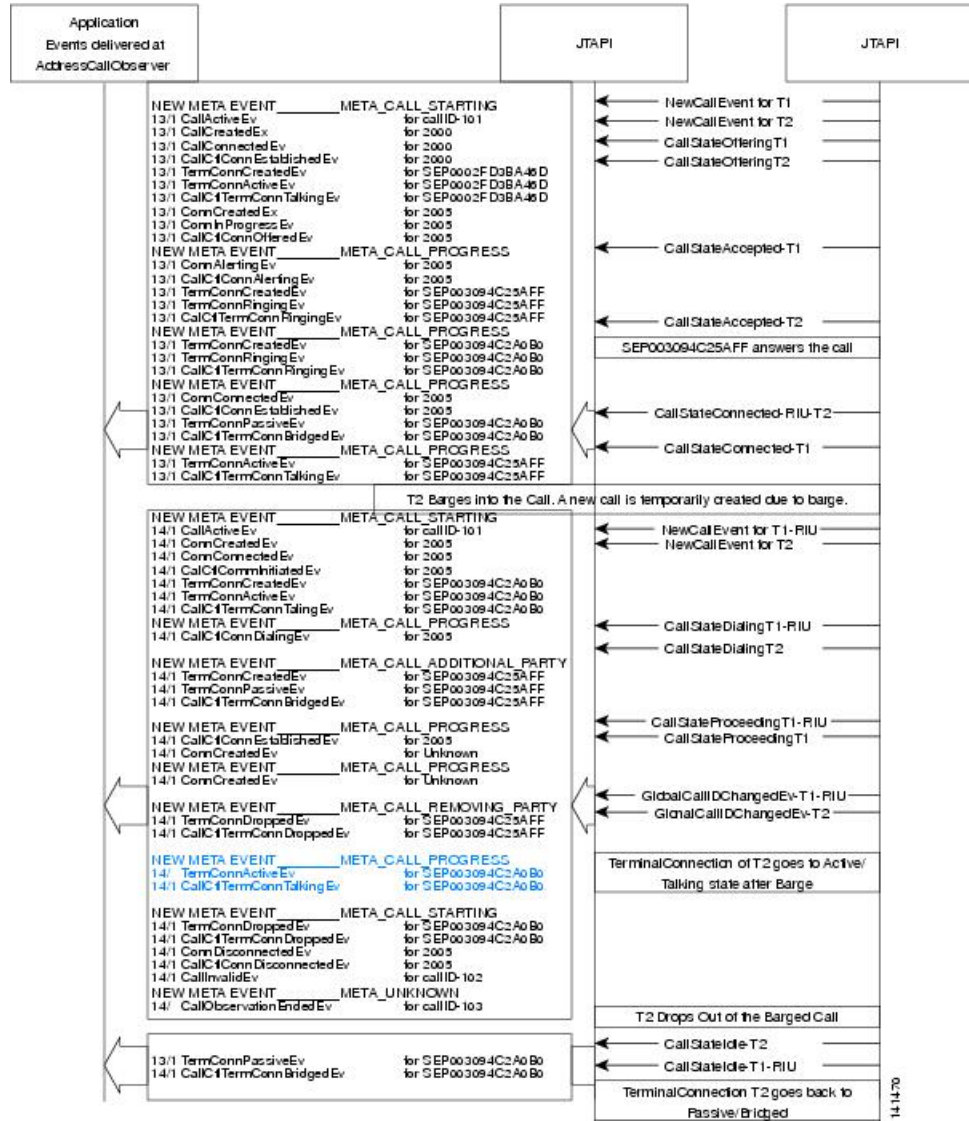 Application
Events delivered at
AddressCallObserver
JTAPI
JTAPI
NEW META EVENT________META_CALL_STARTING
13/1 CallActiveEv for callID-101
13/1 CallCreatedEx for 2000
13/1 CallConnectedEv for 2000
13/1 CallCtlConnEstablishedEv for 2000
13/1 TermConnCreatedEv for SEP0002FD3BA46D
13/1 TermConnActiveEv for SEP0002FD3BA46D
13/1 CallCtlTermConnTalkingEv for SEP0002FD3BA46D
13/1 ConnCreatedEx for 2005
13/1 ConnInProgressEv for 2005
13/1 CallCtlConnOfferedEv for 2005
NEW META EVENT________META_CALL_PROGRESS
13/1 ConnAlertingEv for 2005
13/1 CallCtlConnAlertingEv for 2005
13/1 TermConnCreatedEv for SEP003094C25AFF
13/1 TermConnRingingEv for SEP003094C25AFF
13/1 CalCtlTermConnRingingEv for SEP003094C25AFF
NEW META EVENT________META_CALL_PROGRESS
13/1 TermConnCreatedEv for SEP003094C2A0B0
13/1 TermConnRingingEv for SEP003094C2A0B0
13/1 CallCtlTermConnRingingEv for SEP003094C2A0B0
NEW META EVENT________META_CALL_PROGRESS
13/1 ConnConnectedEv for 2005
13/1 CallCtlConnEstablishedEv for 2005
13/1 TermConnPassiveEv for SEP003094C2A0B0
13/1 CallCtlTermConnBridgedEv for SEP003094C2A0B0
NEW META EVENT________META_CALL_PROGRESS
13/1 TermConnActiveEv for SEP003094C25AFF
13/1 CallCtlTermConnTalkingEv for SEP003094C25AFF
NewCallEvent for T1
NewCallEvent for T2
CallStateOfferingT1
CallStateOfferingT2
CallStateAccepted-T1
CallStateAccepted-T2
SEP003094C25AFF answers the call
CallStateConnected-RIU-T2
CallStateConnected-T1
T2 Barges into the Call. A new call is temporarily created due to barge.
NEW META EVENT________META_CALL_STARTING
14/1 CallActiveEv for callID-101
14/1 ConnCreatedEv for 2005
14/1 ConnConnectedEv for 2005
14/1 CalCtlCommInitiatedEv for 2005
14/1 TermConnCreatedEv for SEP003094C2A0B0
14/1 TermConnActiveEv for SEP003094C2A0B0
14/1 CallCtlTermConnTalingEv for SEP003094C2A0B0
NEW META EVENT________META_CALL_PROGRESS
14/1 CallCtlConnDialingEv for 2005
NEW META EVENT________META_CALL_ADDITIONAL_PARTY
14/1 TermConnCreatedEv for SEP003094C25AFF
14/1 TermConnPassiveEv for SEP003094C25AFF
14/1 CallCtlTermConnBridgedEv for SEP003094C25AFF
NEW META EVENT________META_CALL_PROGRESS
14/1 CallCtlConnEstablishedEv for 2005
14/1 ConnCreatedEv for Unknown
NEW META EVENT________META_CALL_PROGRESS
14/1 ConnCreatedEv for Unknown
NEW META EVENT________META_CALL_REMOVING_PARTY
14/1 TermConnDroppedEv for SEP003094C25AFF
14/1 CallCtlTermConnDroppedEv for SEP003094C25AFF
NEW META EVENT________META_CALL_PROGRESS
14/ TermConnActiveEv for SEP003094C2A0B0
14/1 CallCtlTermConnTalkingEv for SEP003094C2A0B0
NEW META EVENT________META_CALL_STARTING
14/1 TermConnDroppedEv for SEP003094C2A0B0
14/1 CallCtlTermConnDroppedEv for SEP003094C2A0B0
14/1 ConnDisconnectedEv for 2005
14/1 CallCtlConnDisconnectedEv for 2005
14/1 CallInvalidEv for callID-102
NEW META EVENT________META_UNKNOWN
14/ CallObservationEndedEv for callID-103
NewCallEvent for T1-RIU
NewCallEvent for T2
CallStateDialingT1-RIU
CallStateDialingT2
CallStateProceedingT1-RIU
CallStateProceedingT1
GlobalCallIDChangedEv-T1-RIU
GlonalCallIDChangedEv-T2
TerminalConnection of T2 goes to Active/
Talking state after Barge
T2 Drops Out of the Barged Call
13/1 TermConnPassiveEv for SEP003094C2A0B0
14/1 CallCtlTermConnBridgedEv for SEP003094C2A0B0
CallStateIdle-T2
CallStateIdle-T1-RIU
TerminalConnection T2 goes back to
Passive/Bridged
141470